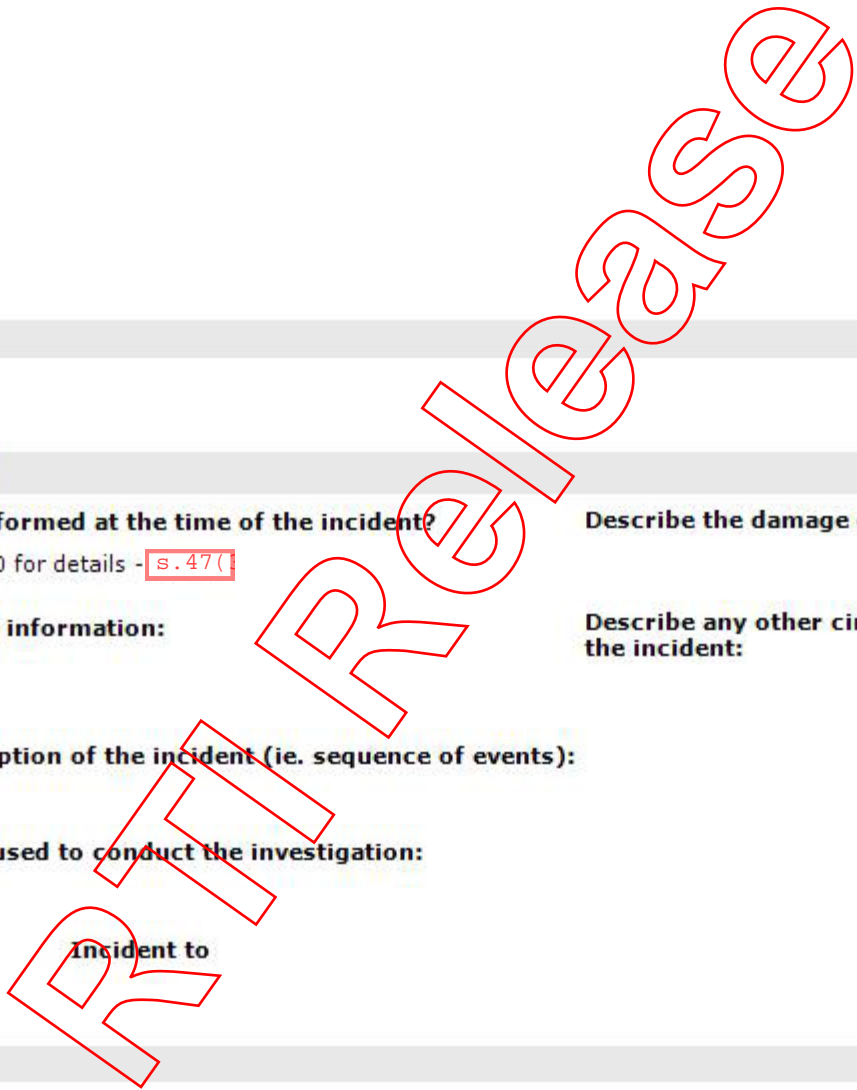 formed at the time of the incident?
Describe the damage
0 for details - s.47(
information:
Describe any other cir
the incident:
ption of the incident (ie. sequence of events):
used to conduct the investigation:
Incident to
RTI Release